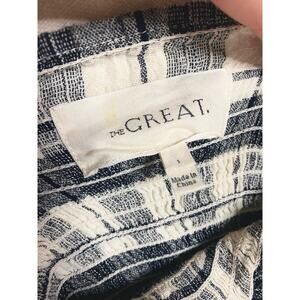 THE GREAT.
1
Made in
China